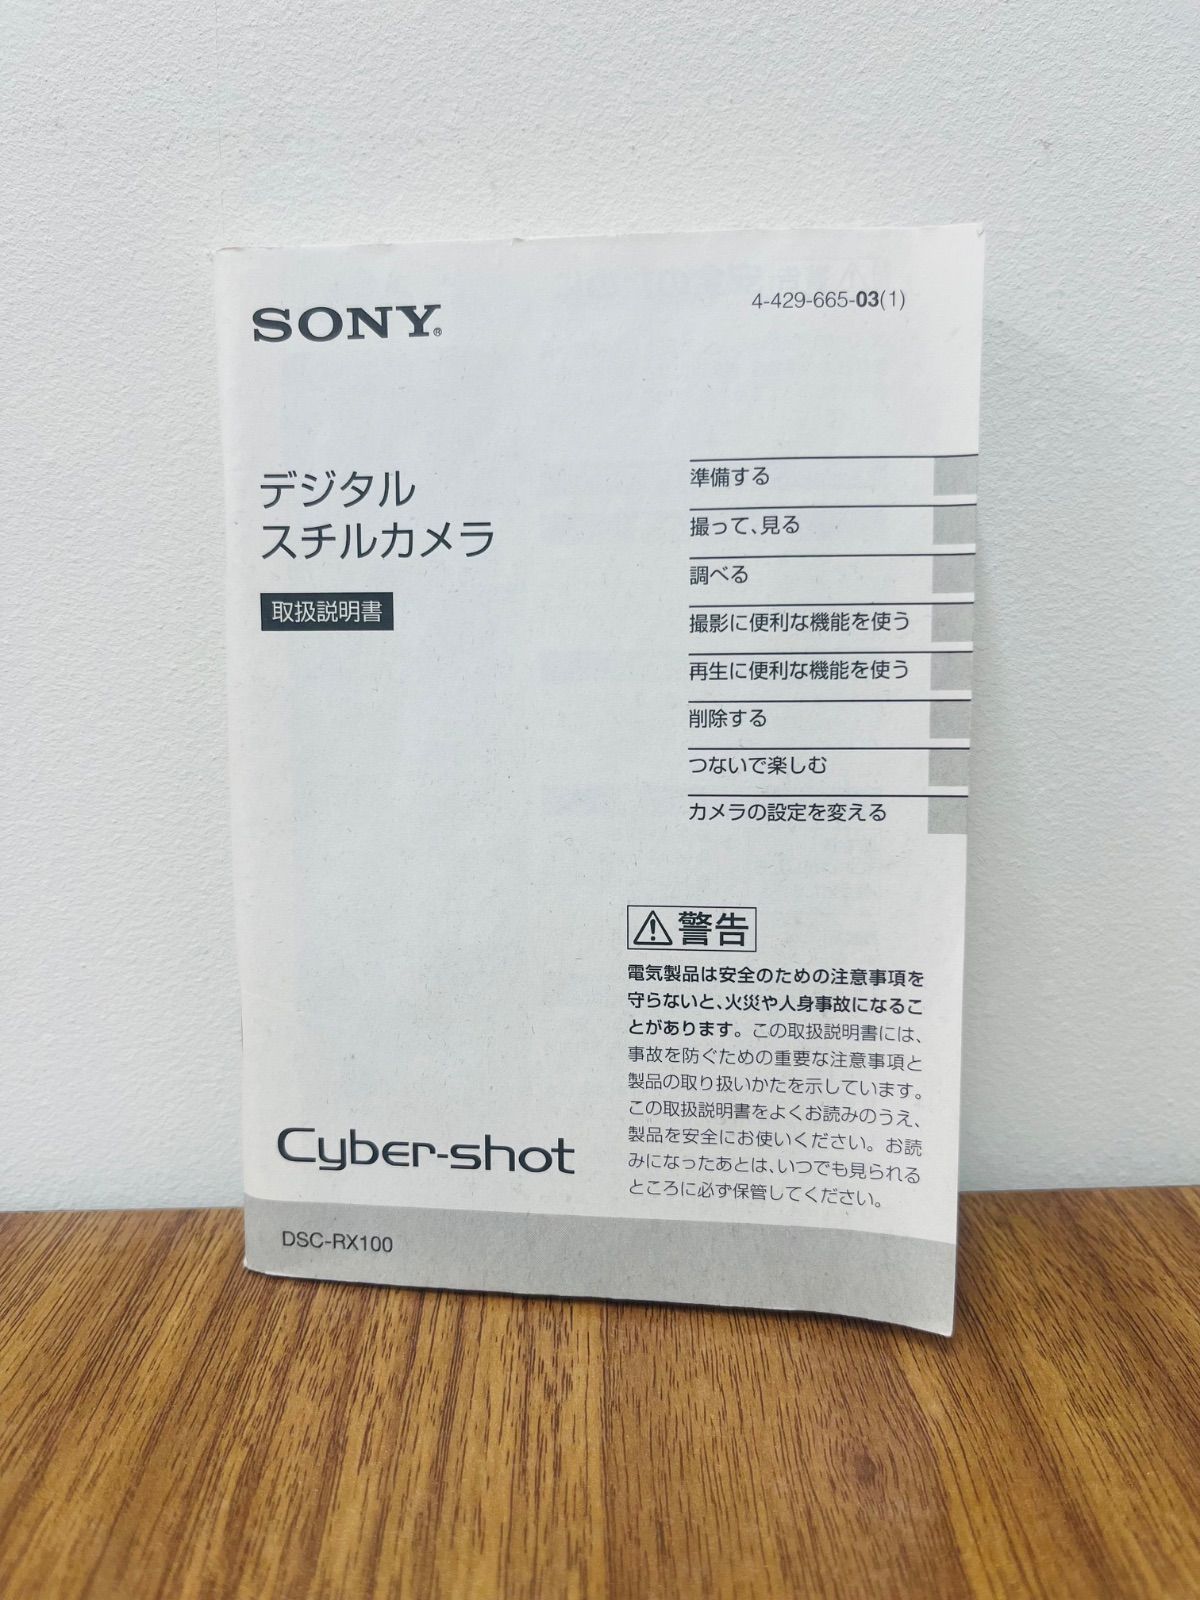 SONY®
4-429-665-03(1)
デジタル
スチルカメラ
取扱説明書
準備する
撮って、見る
調べる
撮影に便利な機能を使う
再生に便利な機能を使う
削除する
つないで楽しむ
カメラの設定を変える
警告
電気製品は安全のための注意事項を
守らないと、火災や人身事故になるこ
とがあります。この取扱説明書には、
事故を防ぐための重要な注意事項と
製品の取り扱いかたを示しています。
この取扱説明書をよくお読みのうえ、
製品を安全にお使いください。お読
みになったあとは、いつでも見られる
ところに必ず保管してください。
Cyber-shot
DSC-RX100